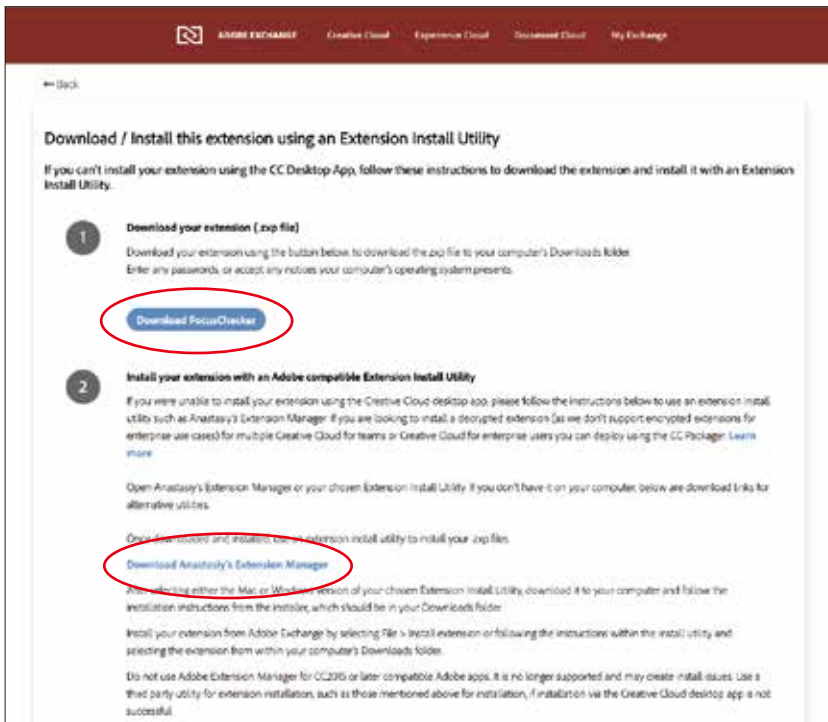 ADOBE EXCHANGE Creative Cloud Experience Cloud Document Cloud My Exchange
← Back
Download / Install this extension using an Extension Install Utility
If you can't install your extension using the CC Desktop App, follow these instructions to download the extension and install it with an Extension
Install Utility.
1
Download your extension (.zxp file)
Download your extension using the button below, to download the zxp file to your computer's Downloads folder.
Enter any passwords, or accept any notices your computer's operating system presents.
Download FocusChecker
2
Install your extension with an Adobe compatible Extension Install Utility
If you were unable to install your extension using the Creative Cloud desktop app, please follow the instructions below to use an extension install
utility such as Anastasiy's Extension Manager. If you are looking to install a decrypted extension (as we don't support encrypted extensions for
enterprise use cases) for multiple Creative Cloud for teams or Creative Cloud for enterprise users you can deploy using the CC Packager. Learn
more
Open Anastasiy's Extension Manager or your chosen Extension Install Utility. If you don't have it on your computer, below are download links for
alternative utilities.
Once downloaded and installed, use an extension install utility to install your .zxp files.
Download Anastasiy's Extension Manager
After selecting either the Mac or Windows version of your chosen Extension Install Utility, download it to your computer and follow the
installation instructions from the installer, which should be in your Downloads folder
Install your extension from Adobe Exchange by selecting File > Install extension or following the instructions within the install utility and
selecting the extension from within your computer's Downloads folder.
Do not use Adobe Extension Manager for CC2015 or later compatible Adobe apps. It is no longer supported and may create install issues. Use a
third party utility for extension installation, such as those mentioned above for installation, if installation via the Creative Cloud desktop app is not
successful.